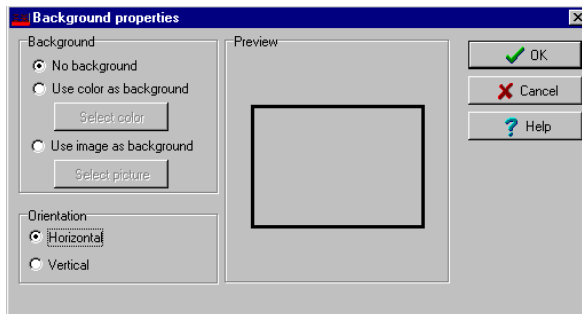 Background properties
Background
No background
Use color as background
Select color
Use image as background
Select picture
Orientation
Horizontal
Vertical
Preview
OK
Cancel
Help